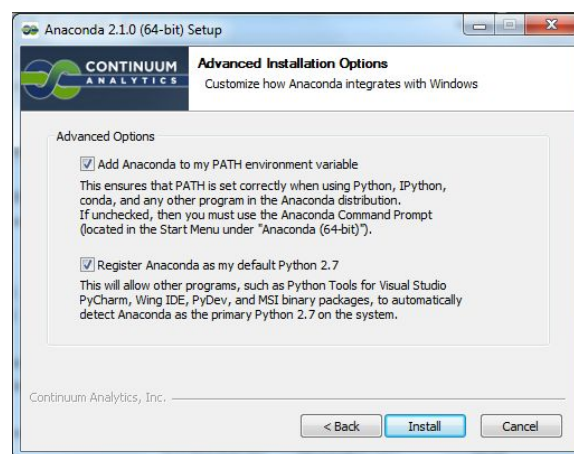 Anaconda 2.1.0 (64-bit) Setup
CONTINUUM
ANALYTICS
Advanced Installation Options
Customize how Anaconda integrates with Windows
Advanced Options
Add Anaconda to my PATH environment variable
This ensures that PATH is set correctly when using Python, IPython,
conda, and any other program in the Anaconda distribution.
If unchecked, then you must use the Anaconda Command Prompt
(located in the Start Menu under "Anaconda (64-bit)").
Register Anaconda as my default Python 2.7
This will allow other programs, such as Python Tools for Visual Studio
PyCharm, Wing IDE, PyDev, and MSI binary packages, to automatically
detect Anaconda as the primary Python 2.7 on the system.
Continuum Analytics, Inc.
< Back
Install
Cancel